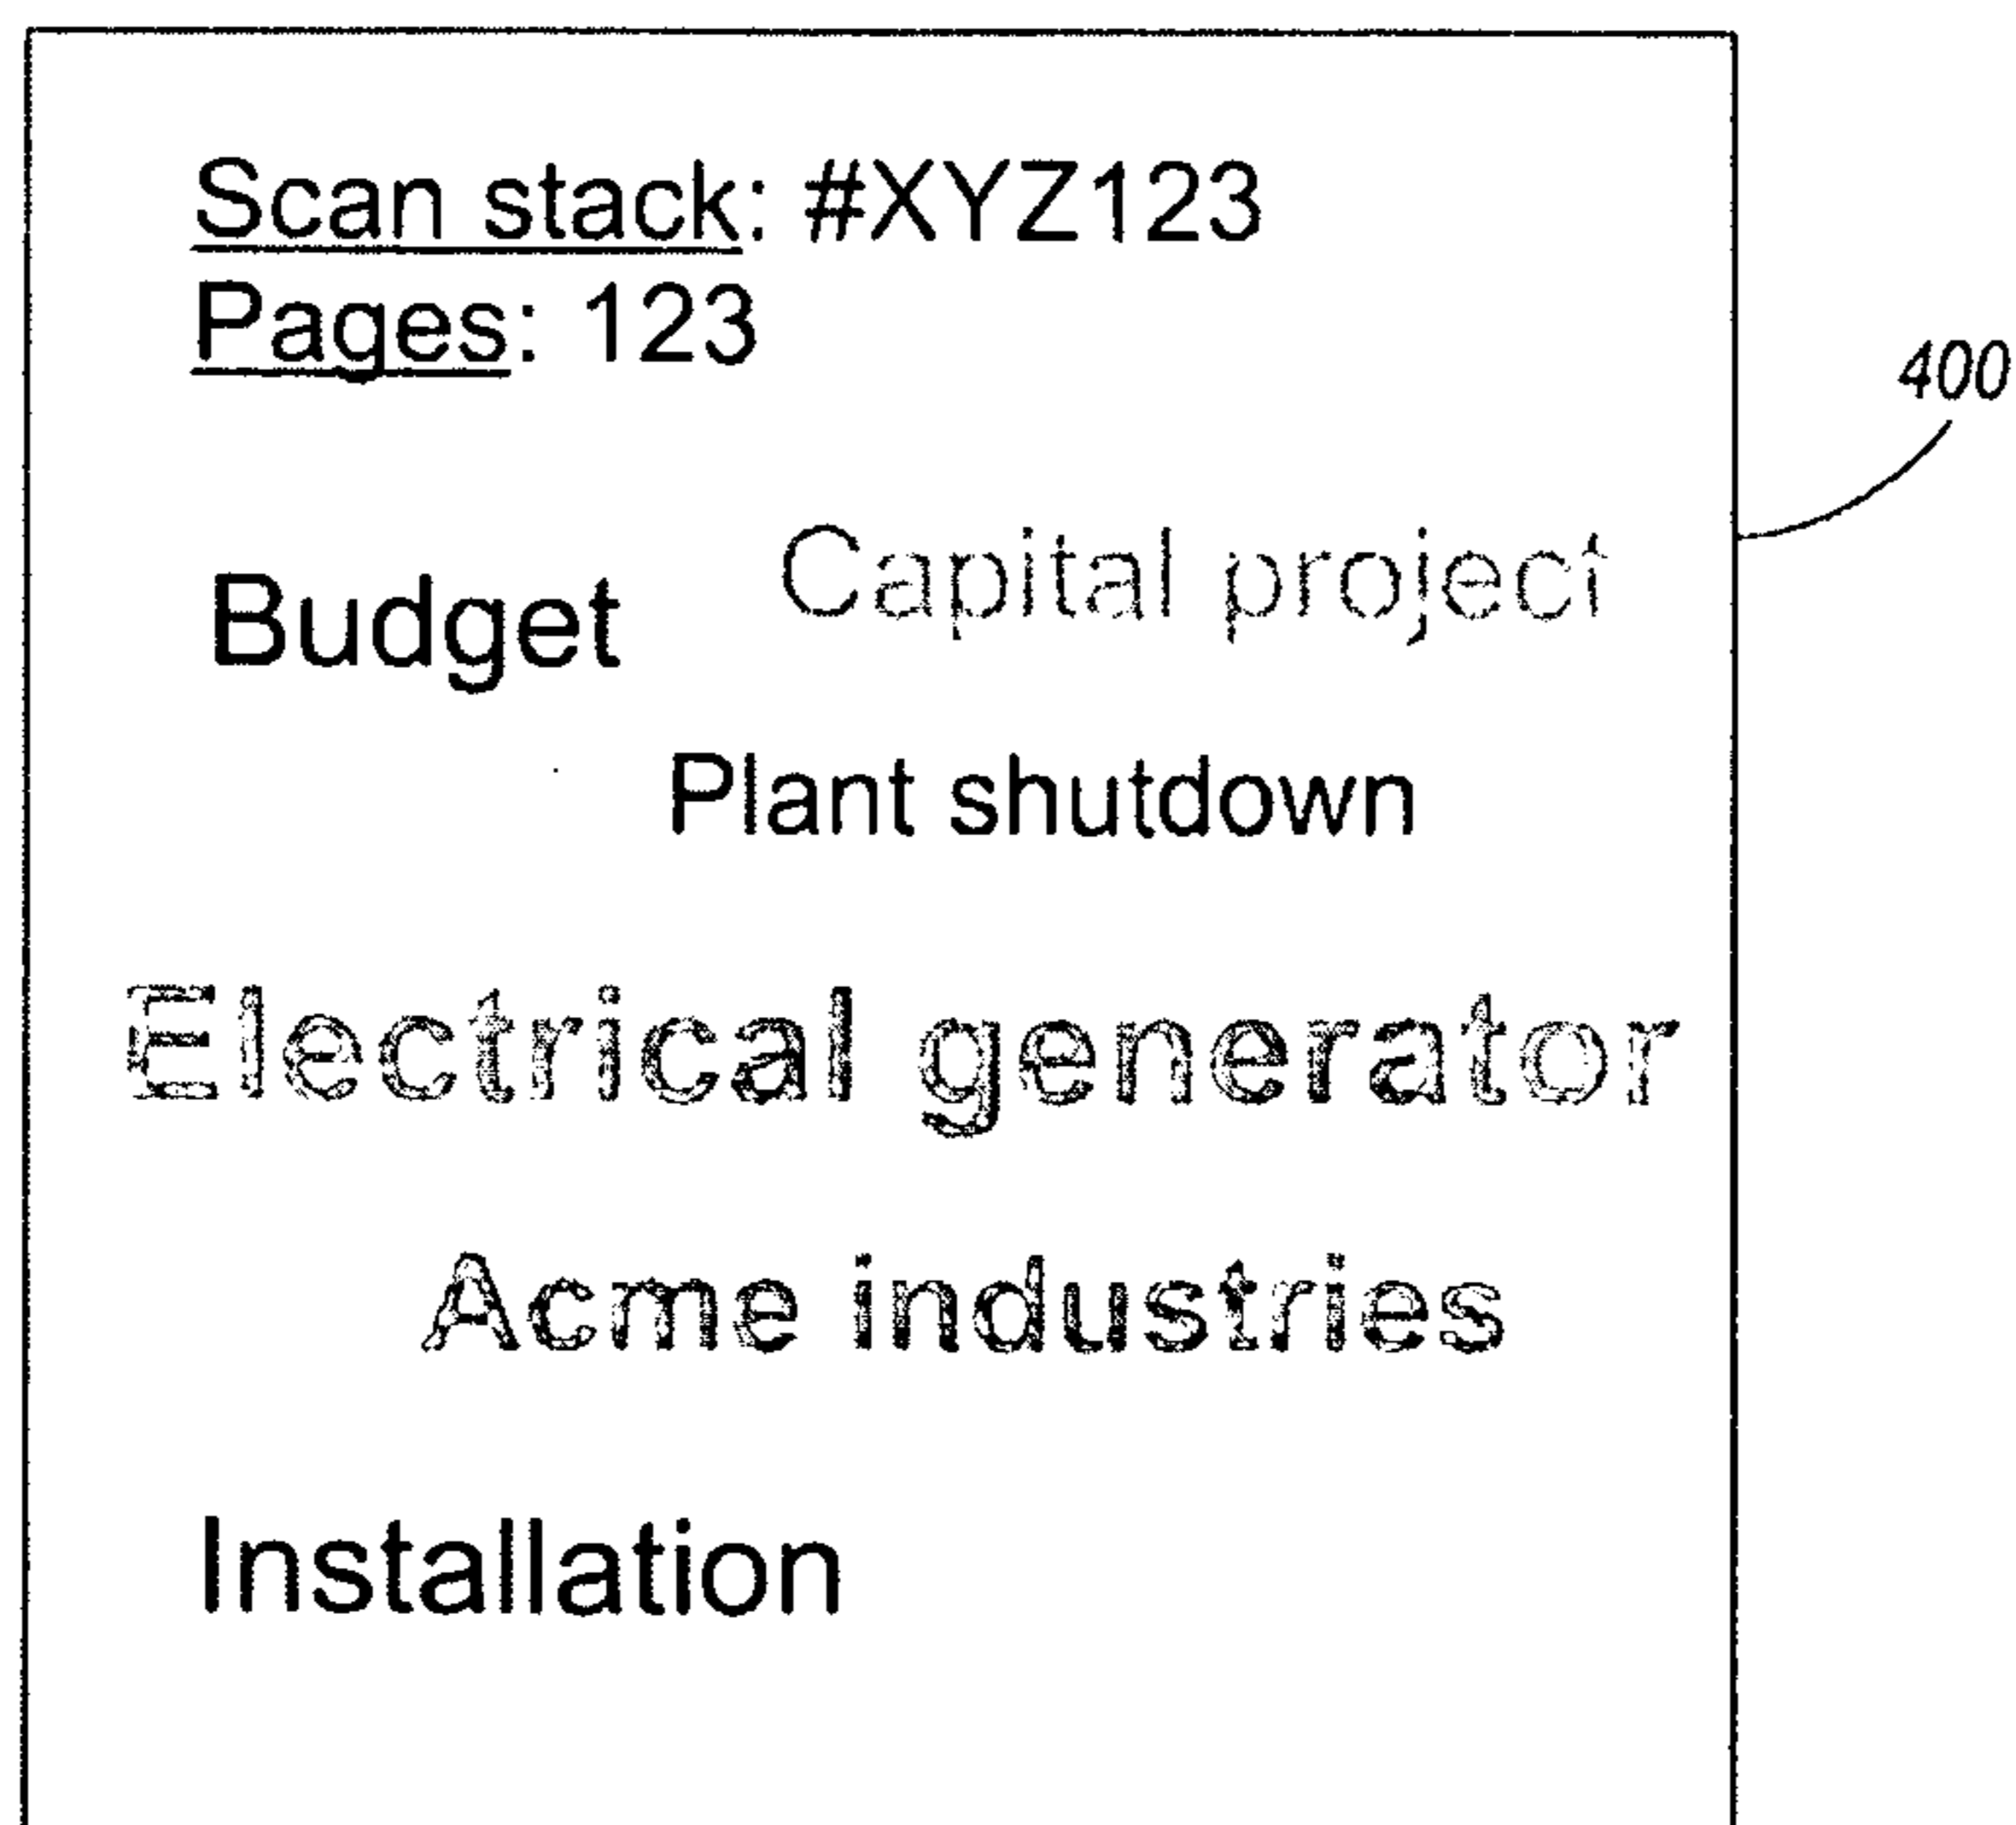 Scan stack: #XYZ123
Pages: 123
400
Capital project
Budget
Plant shutdown
Electrical generator
Acme industries
Installation